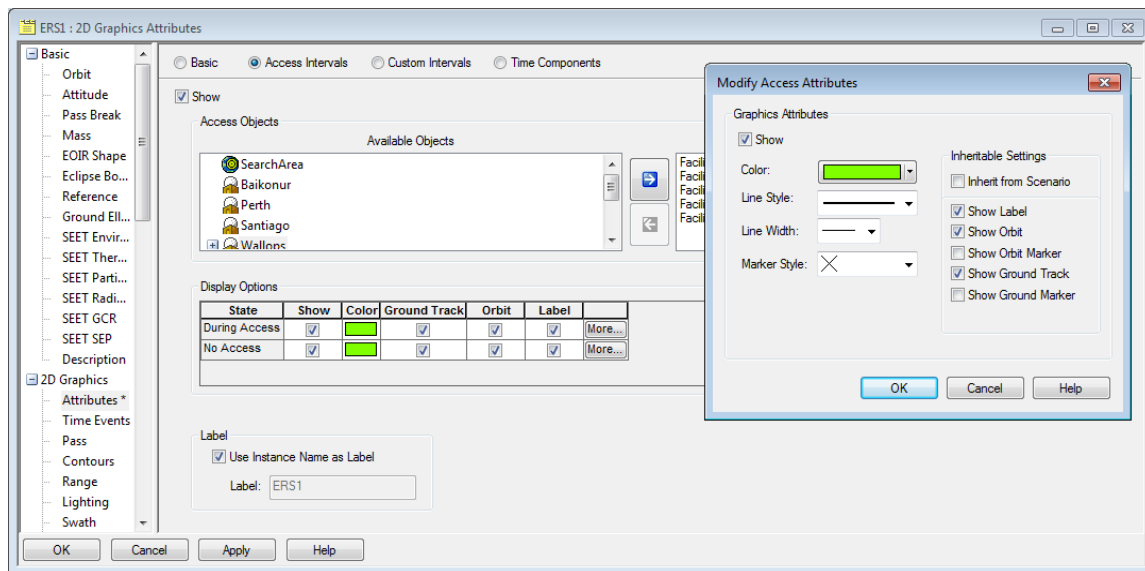 ERS1 : 2D Graphics Attributes
Basic
Orbit
Attitude
Pass Break
Mass
EOIR Shape
Eclipse Bo...
Reference
Ground Ell...
SEET Envir...
SEET Ther...
SEET Parti...
SEET Radi...
SEET GCR
SEET SEP
Description
2D Graphics
Attributes *
Time Events
Pass
Contours
Range
Lighting
Swath
Basic Access Intervals Custom Intervals Time Components
Show
Access Objects
Available Objects
SearchArea
Baikonur
Perth
Santiago
Wallops
Facili
Facili
Facili
Facili
Facili
Display Options
State Show Color Ground Track Orbit Label
During Access More...
No Access More...
Label
Use Instance Name as Label
Label: ERS1
OK Cancel Apply Help
Modify Access Attributes
Graphics Attributes
Show
Color:
Line Style:
Line Width:
Marker Style:
Inheritable Settings
Inherit from Scenario
Show Label
Show Orbit
Show Orbit Marker
Show Ground Track
Show Ground Marker
OK Cancel Help